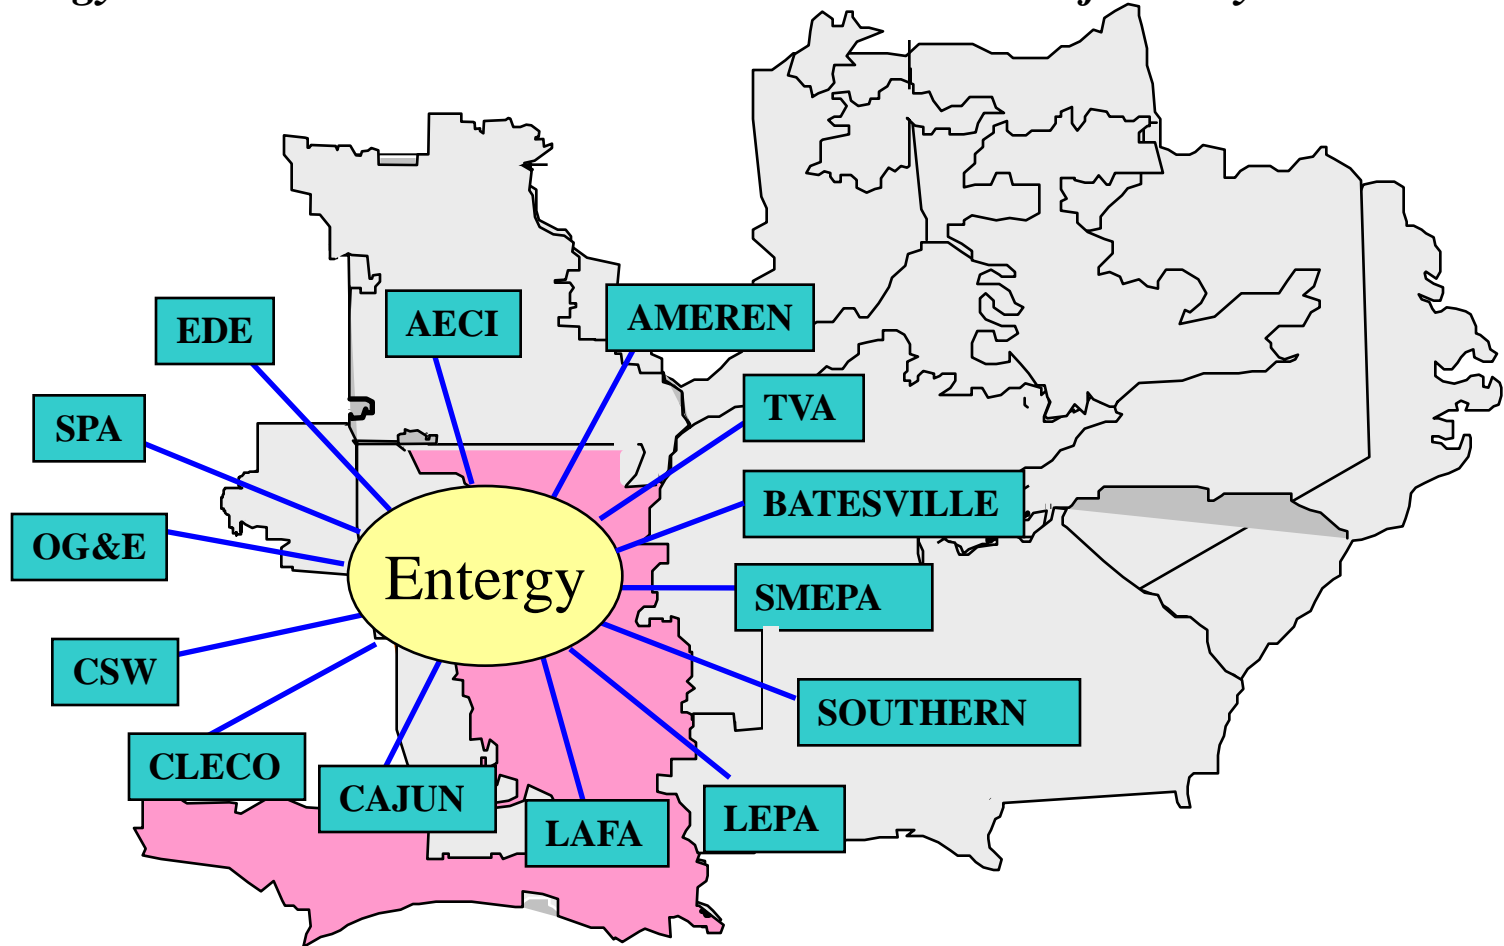 AECI
AMEREN
EDE
TVA
SPA
BATESVILLE
OG&E
Entergy
SMEPA
CSW
SOUTHERN
CLECO
CAJUN
LAFA
LEPA